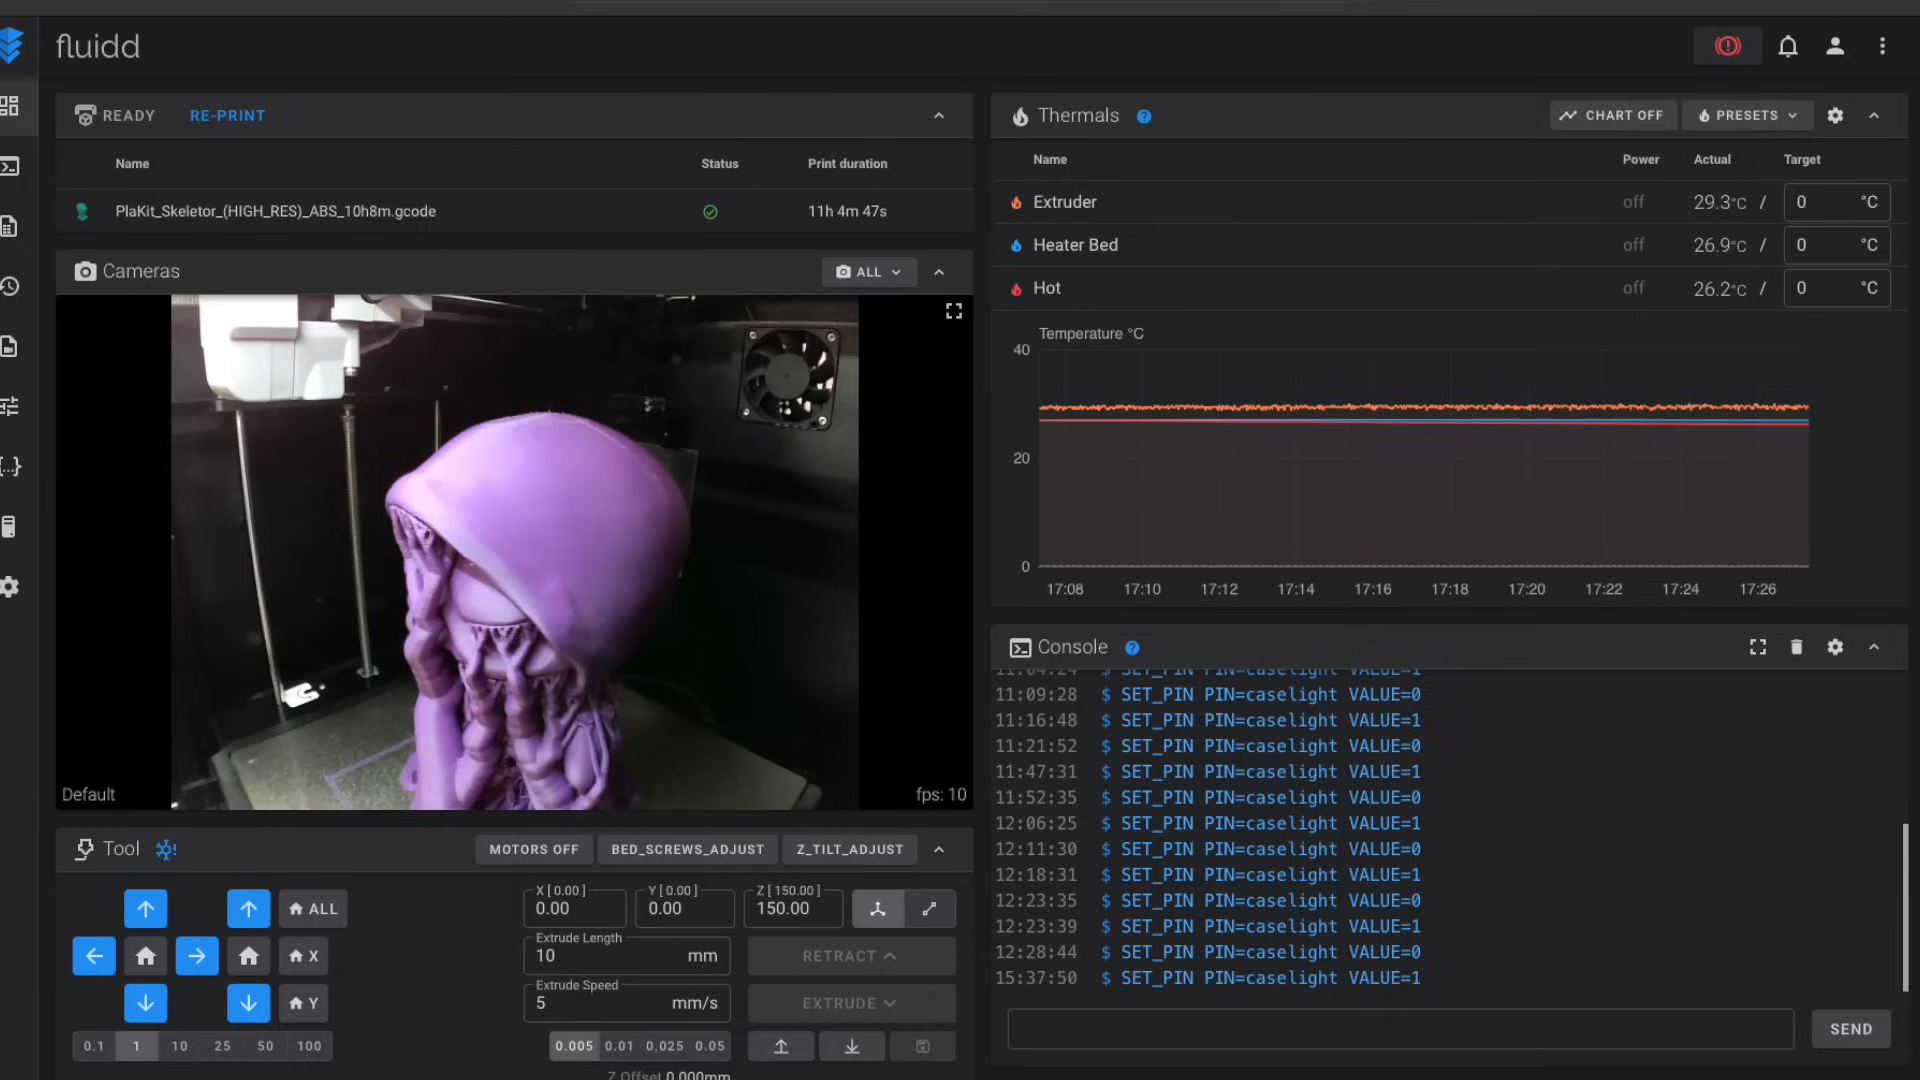 fluidd
READY RE-PRINT
Name Status Print duration
PlaKit_Skeletor_(HIGH_RES)_ABS_10h8m.gcode 11h 4m 47s
Cameras ALL
Default fps: 10
Tool MOTORS OFF BED_SCREWS_ADJUST Z_TILT_ADJUST
X [ 0.00 ] Y [ 0.00 ] Z [ 150.00 ]
ALL 0.00 0.00 150.00
Extrude Length
X 10 mm RETRACT
Extrude Speed
Y 5 mm/s EXTRUDE
0.1 1 10 25 50 100 0.005 0.01 0.025 0.05
Z Offset 0.000mm
Thermals ? CHART OFF PRESETS
Name Power Actual Target
Extruder off 29.3°C / 0 °C
Heater Bed off 26.9°C / 0 °C
Hot off 26.2°C / 0 °C
Temperature °C
40
20
0
17:08 17:10 17:12 17:14 17:16 17:18 17:20 17:22 17:24 17:26
Console ?
11:04:24 $ SET_PIN PIN=caselight VALUE=1
11:09:28 $ SET_PIN PIN=caselight VALUE=0
11:16:48 $ SET_PIN PIN=caselight VALUE=1
11:21:52 $ SET_PIN PIN=caselight VALUE=0
11:47:31 $ SET_PIN PIN=caselight VALUE=1
11:52:35 $ SET_PIN PIN=caselight VALUE=0
12:06:25 $ SET_PIN PIN=caselight VALUE=1
12:11:30 $ SET_PIN PIN=caselight VALUE=0
12:18:31 $ SET_PIN PIN=caselight VALUE=1
12:23:35 $ SET_PIN PIN=caselight VALUE=0
12:23:39 $ SET_PIN PIN=caselight VALUE=1
12:28:44 $ SET_PIN PIN=caselight VALUE=0
15:37:50 $ SET_PIN PIN=caselight VALUE=1
SEND